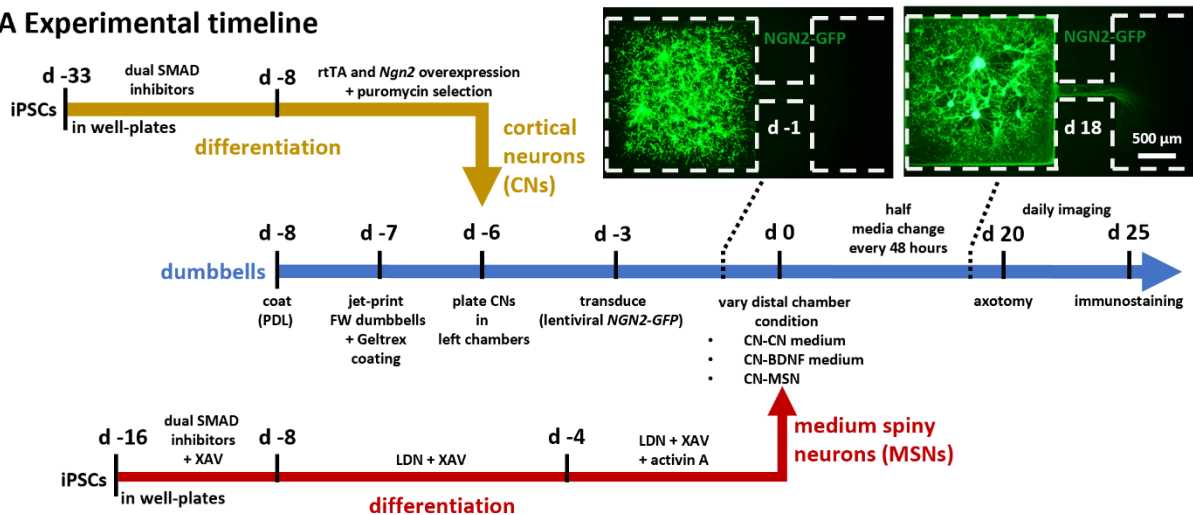 A Experimental timeline
NGN2-GFP
d -1
NGN2-GFP
d 18
500 µm
d -33
dual SMAD
inhibitors
d -8
rtTA and Ngn2 overexpression
+ puromycin selection
iPSCs
in well-plates
differentiation
cortical
neurons
(CNs)
half
media change
every 48 hours
daily imaging
d -8
d -7
d -6
d -3
d 0
d 20
d 25
dumbbells
coat
(PDL)
jet-print
FW dumbbells
+ Geltrex
coating
plate CNs
in
left chambers
transduce
(lentiviral NGN2-GFP)
vary distal chamber
condition
• CN-CN medium
• CN-BDNF medium
• CN-MSN
axotomy
immunostaining
d -16
dual SMAD
inhibitors
+ XAV
d -8
LDN + XAV
d -4
LDN + XAV
+ activin A
medium spiny
neurons (MSNs)
iPSCs
in well-plates
differentiation